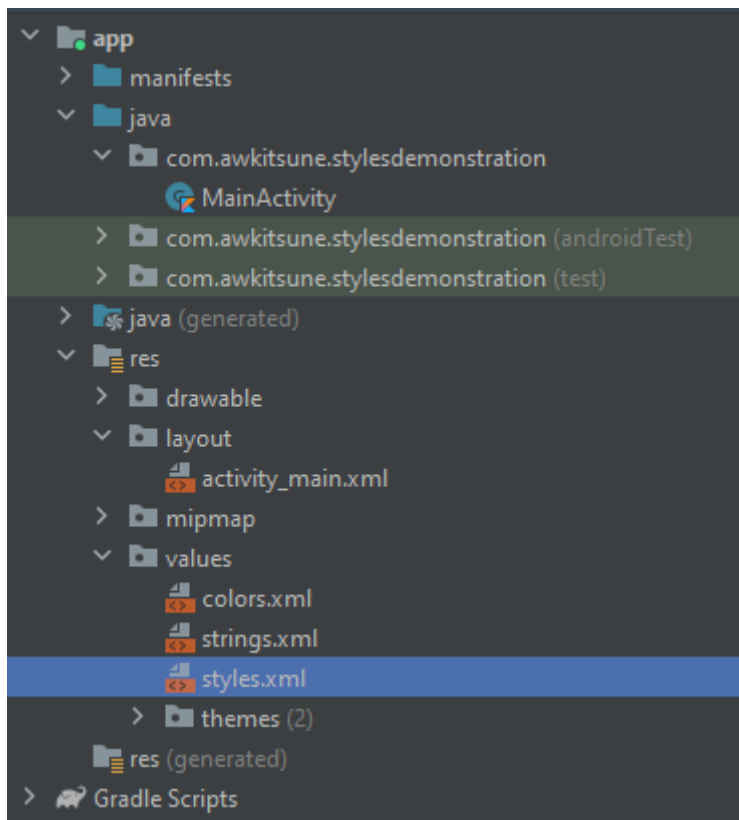 app
manifests
java
com.awkitsune.stylesdemonstration
MainActivity
com.awkitsune.stylesdemonstration (androidTest)
com.awkitsune.stylesdemonstration (test)
java (generated)
res
drawable
layout
activity_main.xml
mipmap
values
colors.xml
strings.xml
styles.xml
themes (2)
res (generated)
Gradle Scripts